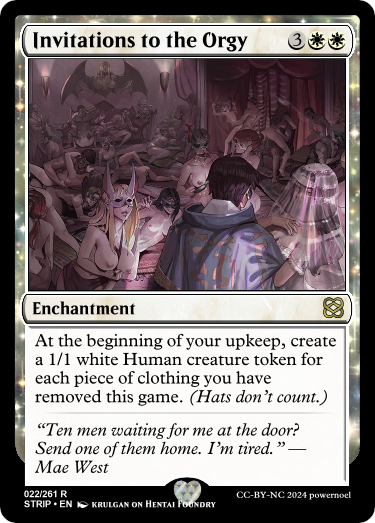 Invitations to the Orgy 3
Enchantment
At the beginning of your upkeep, create
a 1/1 white Human creature token for
each piece of clothing you have
removed this game. (Hats don't count.)
“Ten men waiting for me at the door?
Send one of them home. I'm tired.” —
Mae West
022/261 R
STRIP • EN KRULGAN ON HENTAI FOUNDRY
CC-BY-NC 2024 powernoel